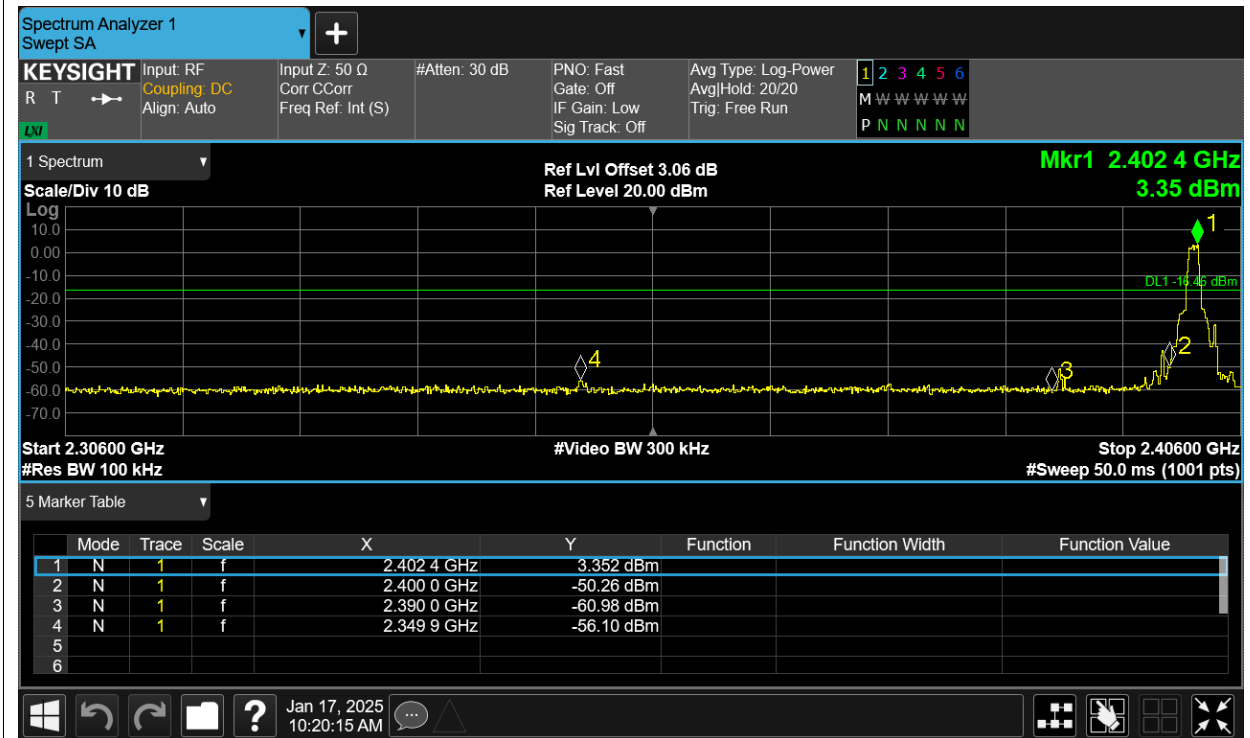 Spectrum Analyzer 1
Swept SA
+
KEYSIGHT Input: RF Input Z: 50 Ω #Atten: 30 dB PNO: Fast Avg Type: Log-Power 1 2 3 4 5 6
R T Coupling: DC Corr CCorr Gate: Off Avg|Hold: 20/20 M W W W W W
Align: Auto Freq Ref: Int (S) IF Gain: Low Trig: Free Run
LXI Sig Track: Off P N N N N N
1 Spectrum
Ref Lvl Offset 3.06 dB Mkr1 2.402 4 GHz
Scale/Div 10 dB Ref Level 20.00 dBm 3.35 dBm
Log
1
10.0
0.00
-10.0
DL1 -16.46 dBm
-20.0
-30.0
-40.0
2
4
-50.0
3
-60.0
-70.0
Start 2.30600 GHz #Video BW 300 kHz Stop 2.40600 GHz
#Res BW 100 kHz #Sweep 50.0 ms (1001 pts)
5 Marker Table
Mode Trace Scale X Y Function Function Width Function Value
1 N 1 f 2.402 4 GHz 3.352 dBm
2 N 1 f 2.400 0 GHz -50.26 dBm
3 N 1 f 2.390 0 GHz -60.98 dBm
4 N 1 f 2.349 9 GHz -56.10 dBm
5
6
? Jan 17, 2025
10:20:15 AM